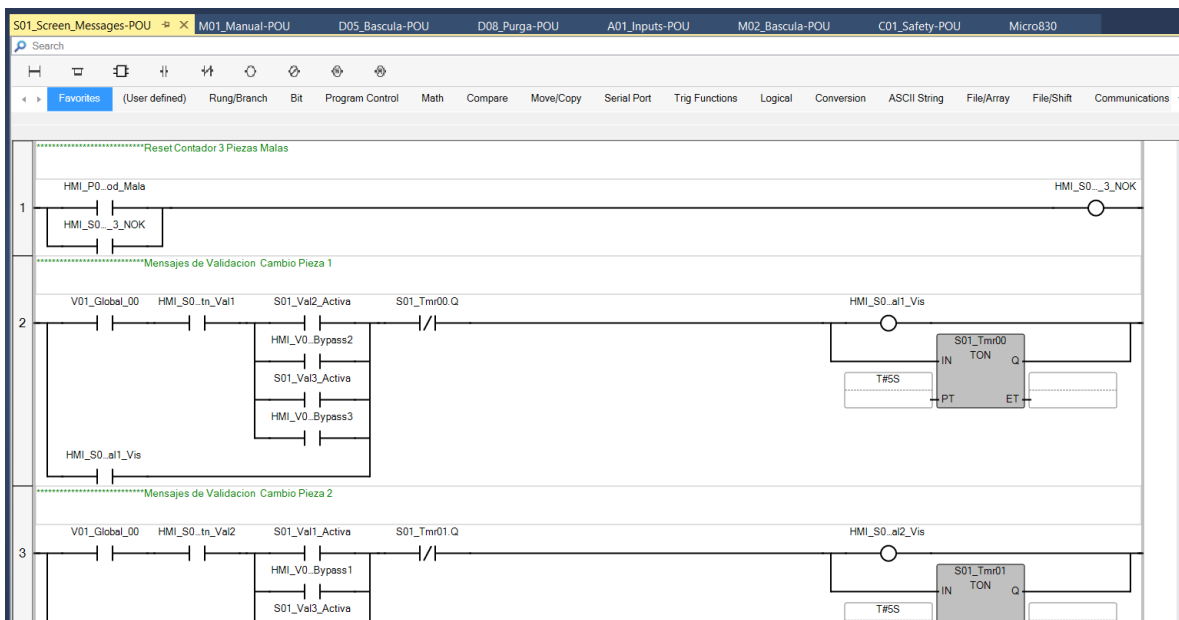 S01_Screen_Messages-POU M01_Manual-POU D05_Bascula-POU D08_Purga-POU A01_Inputs-POU M02_Bascula-POU C01_Safety-POU Micro830
Search
Favorites (User defined) Rung/Branch Bit Program Control Math Compare Move/Copy Serial Port Trig Functions Logical Conversion ASCII String File/Array File/Shift Communications
****************************Reset Contador 3 Piezas Malas
HMI_P0...od_Mala HMI_S0..._3_NOK
1
HMI_S0..._3_NOK
****************************Mensajes de Validacion Cambio Pieza 1
V01_Global_00 HMI_S0...tn_Val1 S01_Val2_Activa S01_Tmr00.Q HMI_S0...al1_Vis
2
HMI_V0...Bypass2 S01_Tmr00
TON
IN Q
S01_Val3_Activa T#5S
PT ET
HMI_V0...Bypass3
HMI_S0...al1_Vis
****************************Mensajes de Validacion Cambio Pieza 2
V01_Global_00 HMI_S0...tn_Val2 S01_Val1_Activa S01_Tmr01.Q HMI_S0...al2_Vis
3
HMI_V0...Bypass1 S01_Tmr01
TON
IN Q
S01_Val3_Activa T#5S